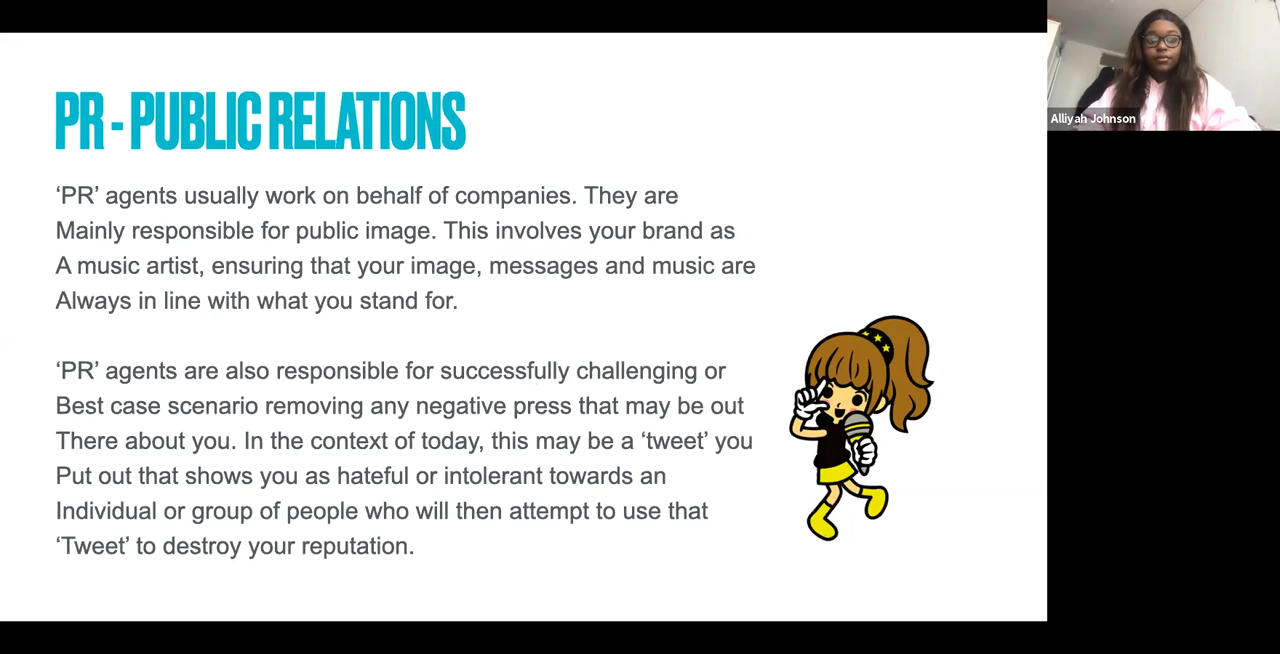 PR - PUBLIC RELATIONS
‘PR’ agents usually work on behalf of companies. They are
Mainly responsible for public image. This involves your brand as
A music artist, ensuring that your image, messages and music are
Always in line with what you stand for.
‘PR’ agents are also responsible for successfully challenging or
Best case scenario removing any negative press that may be out
There about you. In the context of today, this may be a ‘tweet’ you
Put out that shows you as hateful or intolerant towards an
Individual or group of people who will then attempt to use that
‘Tweet’ to destroy your reputation.
Alliyah Johnson